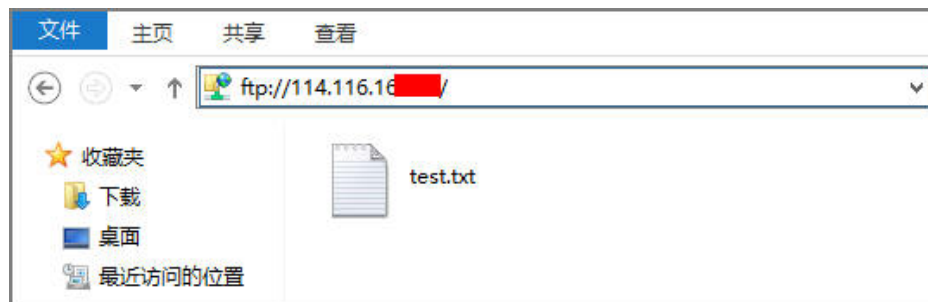 文件 主页 共享 查看
ftp://114.116.16 /
收藏夹
test.txt
下载
桌面
最近访问的位置